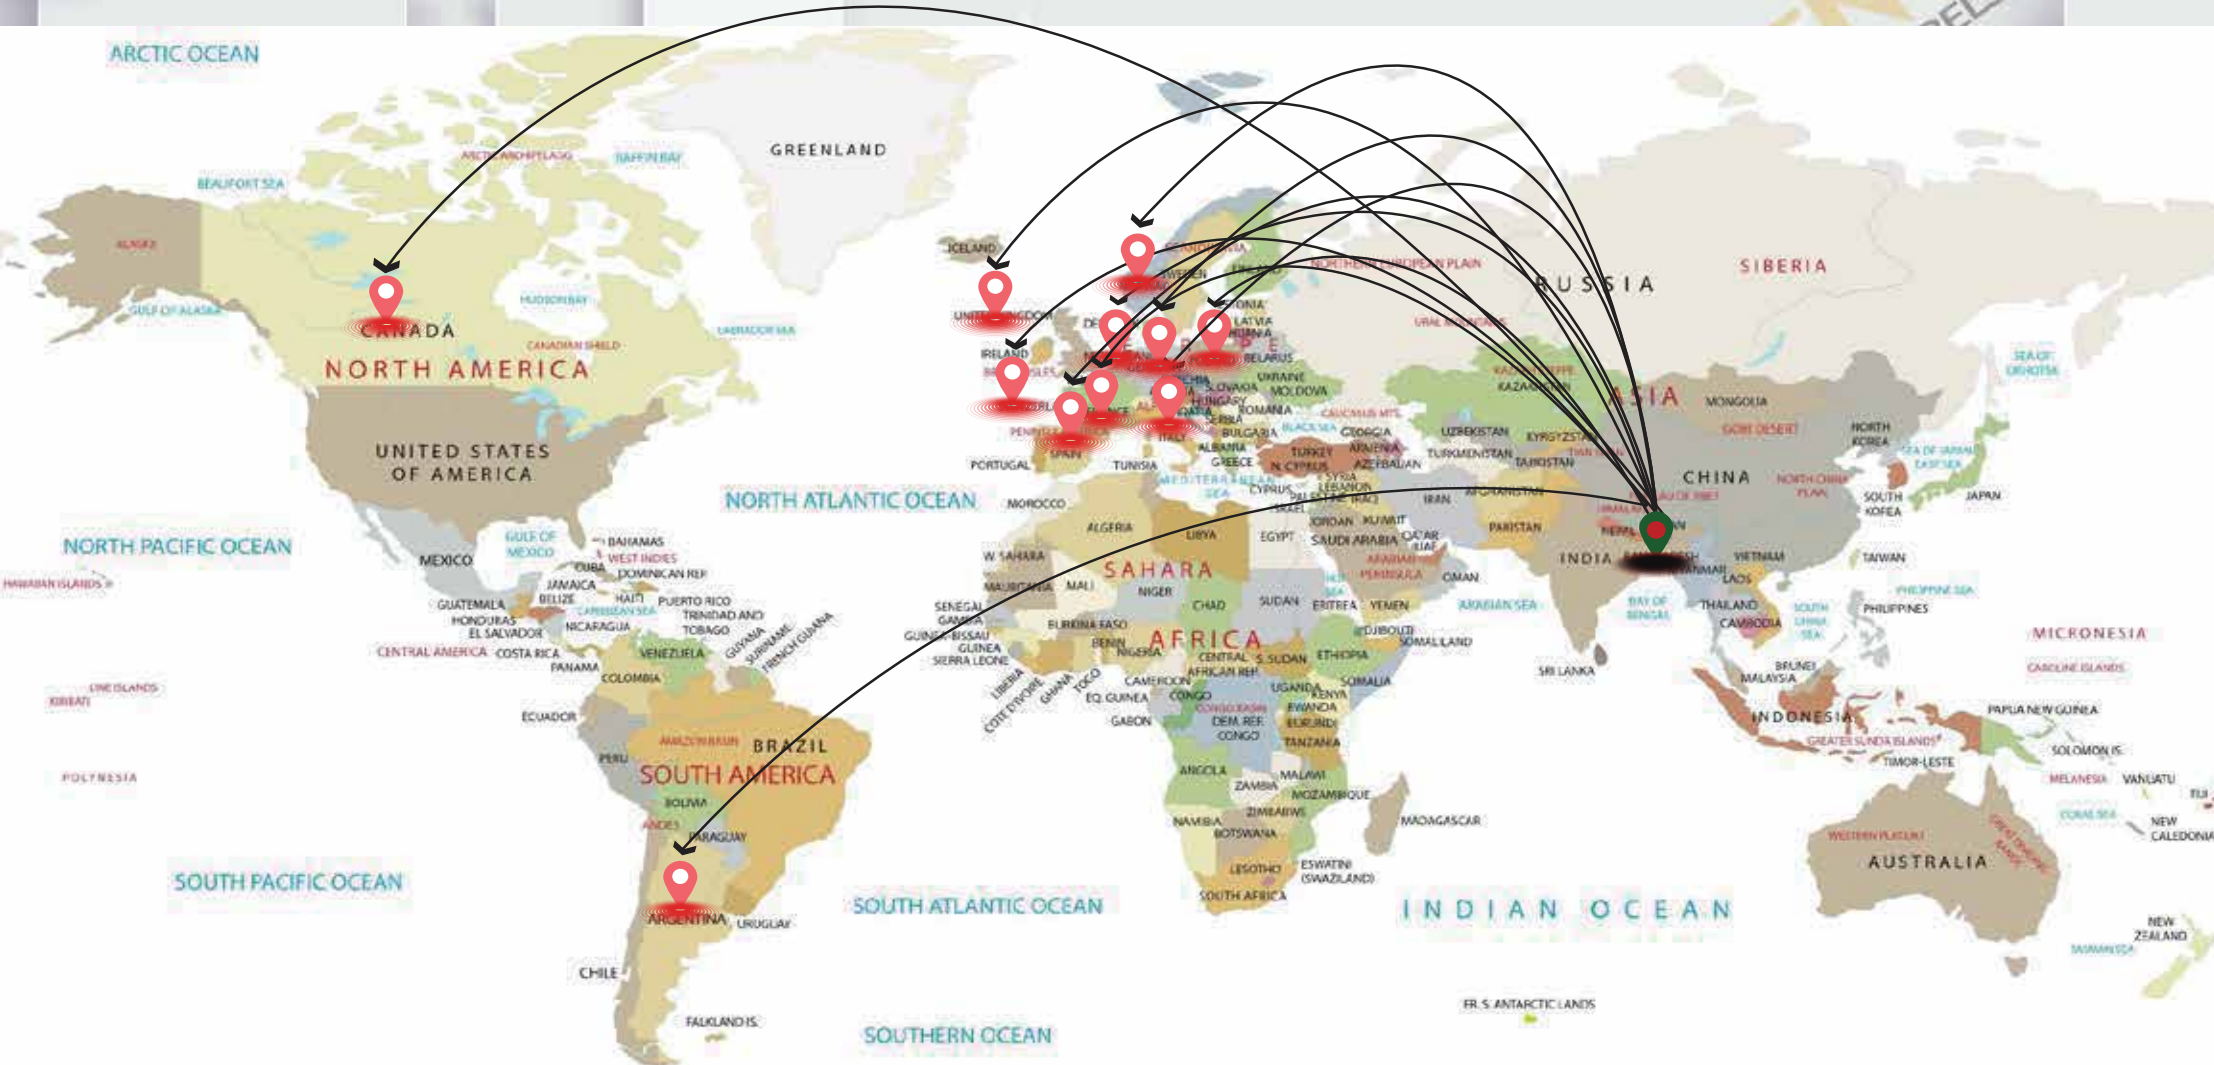 ARCTIC OCEAN
GREENLAND
ARCTIC ARCHIPELAGO
BAFFIN BAY
BEAUFORT SEA
ALASKA
ICELAND
SIBERIA
RUSSIA
NORTHERN EUROPEAN PLAIN
GULF OF ALASKA
HUDSON BAY
CANADA
LABRADOR SEA
CANADIAN SHIELD
NORTH AMERICA
IRELAND
LATVIA
BELARUS
URAL MOUNTAINS
SEA OF
OKHOTSK
UKRAINE
MOLDOVA
SLOVAKIA
HUNGARY
ROMANIA
SERBIA
BULGARIA
ALBANIA
GREECE
KAZAKHSTAN
ASIA
MONGOLIA
GOBI DESERT
BLACK SEA
CAUCASUS MTS.
GEORGIA
ARMENIA
AZERBAIJAN
TURKEY
N. CYPRUS
UZBEKISTAN
KYRGYZSTAN
TURKMENISTAN
TAJIKISTAN
NORTH
KOREA
SEA OF JAPAN
EAST SEA
UNITED STATES
OF AMERICA
PORTUGAL
SPAIN
ITALY
TUNISIA
MEDITERRANEAN
SEA
CYPRUS
SYRIA
LEBANON
IRAQ
ISRAEL
IRAN
AFGHANISTAN
CHINA
NORTH CHINA
PLAIN
SOUTH
KOREA
JAPAN
NORTH ATLANTIC OCEAN
MOROCCO
ALGERIA
LIBYA
EGYPT
JORDAN
KUWAIT
SAUDI ARABIA
QATAR
UAE
PAKISTAN
NEPAL
INDIA
VIETNAM
LAOS
TAIWAN
NORTH PACIFIC OCEAN
HAWAIIAN ISLANDS
MEXICO
GULF OF
MEXICO
BAHAMAS
WEST INDIES
CUBA
DOMINICAN REP.
JAMAICA
BELIZE
HAITI
PUERTO RICO
CARIBBEAN SEA
TRINIDAD AND
TOBAGO
GUATEMALA
HONDURAS
EL SALVADOR
NICARAGUA
CENTRAL AMERICA
COSTA RICA
PANAMA
VENEZUELA
GUYANA
SURINAME
FRENCH GUIANA
COLOMBIA
W. SAHARA
MAURITANIA
MALI
SAHARA
NIGER
CHAD
SUDAN
RED
SEA
ERITREA
YEMEN
ARABIAN
PENINSULA
OMAN
ARABIAN SEA
BAY OF
BENGAL
THAILAND
CAMBODIA
SOUTH
CHINA
SEA
PHILIPPINES
PHILIPPINE SEA
SENEGAL
GAMBIA
GUINEA-BISSAU
GUINEA
SIERRA LEONE
LIBERIA
COTE D'IVOIRE
GHANA
TOGO
BURKINA FASO
BENIN
NIGERIA
AFRICA
CENTRAL
AFRICAN REP.
S. SUDAN
ETHIOPIA
DJIBOUTI
SOMALILAND
SOMALIA
SRI LANKA
BRUNEI
MALAYSIA
MICRONESIA
CAROLINE ISLANDS
LINE ISLANDS
KIRIBATI
POLYNESIA
ECUADOR
CAMEROON
EQ. GUINEA
GABON
CONGO
CONGO BASIN
DEM. REP.
CONGO
UGANDA
KENYA
RWANDA
BURUNDI
TANZANIA
INDONESIA
GREATER SUNDA ISLANDS
TIMOR-LESTE
PAPUA NEW GUINEA
SOLOMON IS.
MELANESIA
VANUATU
FIJI
AMAZON BASIN
BRAZIL
PERU
SOUTH AMERICA
BOLIVIA
ANDES
PARAGUAY
ANGOLA
ZAMBIA
MALAWI
MOZAMBIQUE
ZIMBABWE
NAMIBIA
BOTSWANA
MADAGASCAR
LESOTHO
ESWATINI
(SWAZILAND)
SOUTH AFRICA
CORAL SEA
NEW
CALEDONIA
WESTERN PLATEAU
GREAT DIVIDING
RANGE
AUSTRALIA
SOUTH PACIFIC OCEAN
SOUTH ATLANTIC OCEAN
INDIAN OCEAN
ARGENTINA
URUGUAY
CHILE
NEW
ZEALAND
TASMAN SEA
FALKLAND IS.
FR. S. ANTARCTIC LANDS
SOUTHERN OCEAN